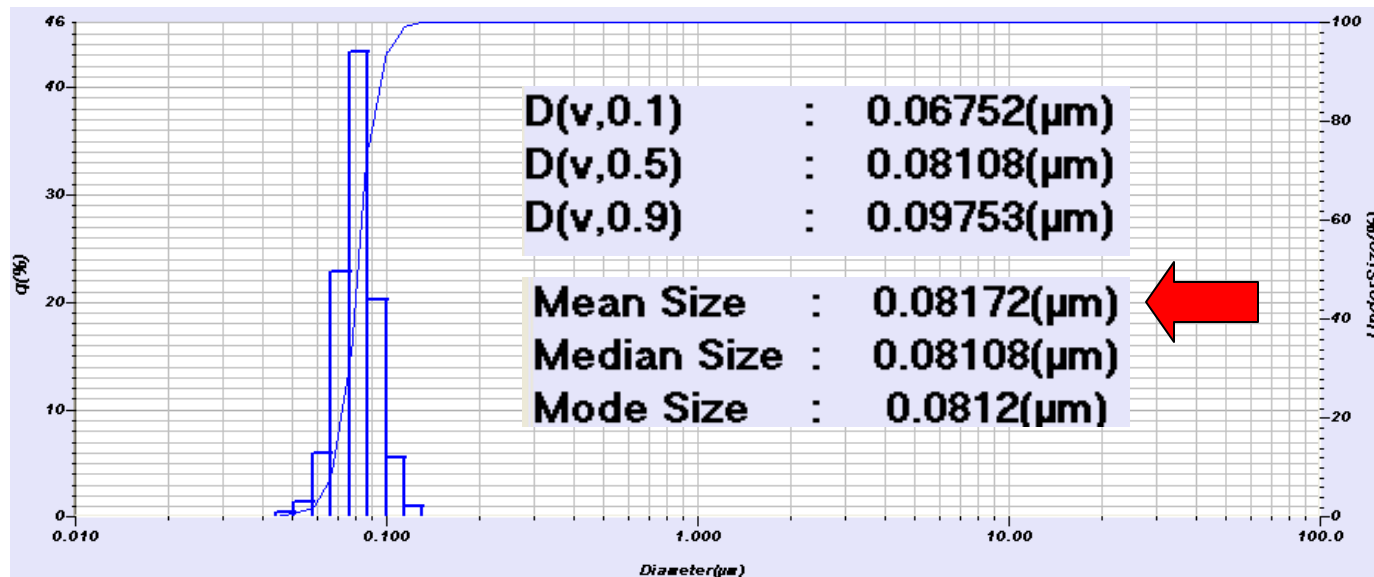 46
40
30
20
10
0
q(%)
100
80
60
40
20
0
UnderSize(%)
D(v,0.1) : 0.06752(µm)
D(v,0.5) : 0.08108(µm)
D(v,0.9) : 0.09753(µm)
Mean Size : 0.08172(µm)
Median Size : 0.08108(µm)
Mode Size : 0.0812(µm)
0.010 0.100 1.000 10.00 100.0
Diameter(µm)